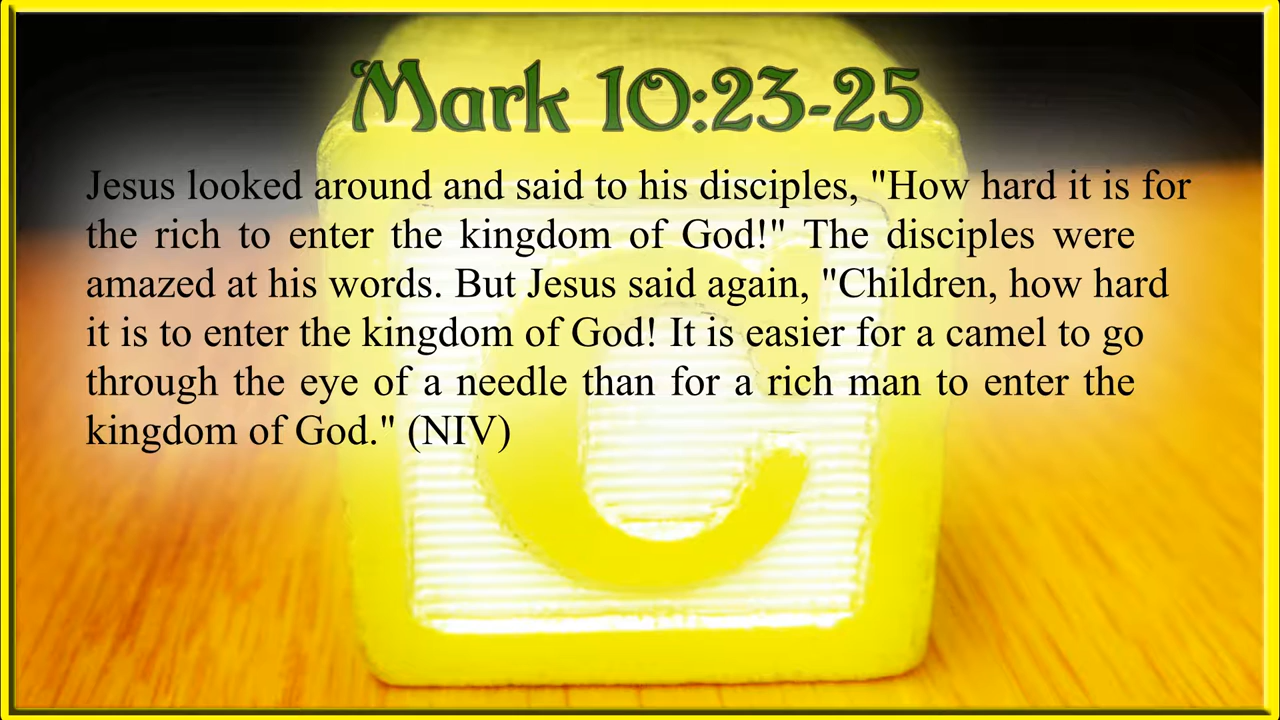 Mark 10:23-25
Jesus looked around and said to his disciples, "How hard it is for
the rich to enter the kingdom of God!" The disciples were
amazed at his words. But Jesus said again, "Children, how hard
it is to enter the kingdom of God! It is easier for a camel to go
through the eye of a needle than for a rich man to enter the
kingdom of God." (NIV)
C